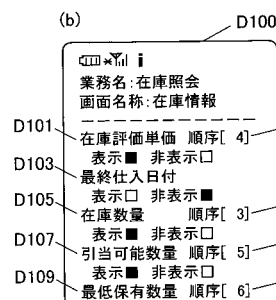 (b)
D100
業務名:在庫照会
画面名称:在庫情報
D101
在庫評価単価 順序[ 4]
表示■ 非表示□
D103
最終仕入日付
表示□ 非表示■
D105
在庫数量 順序[ 3]
表示■ 非表示□
D107
引当可能数量 順序[ 5]
表示■ 非表示□
D109
最低保有数量 順序[ 6]